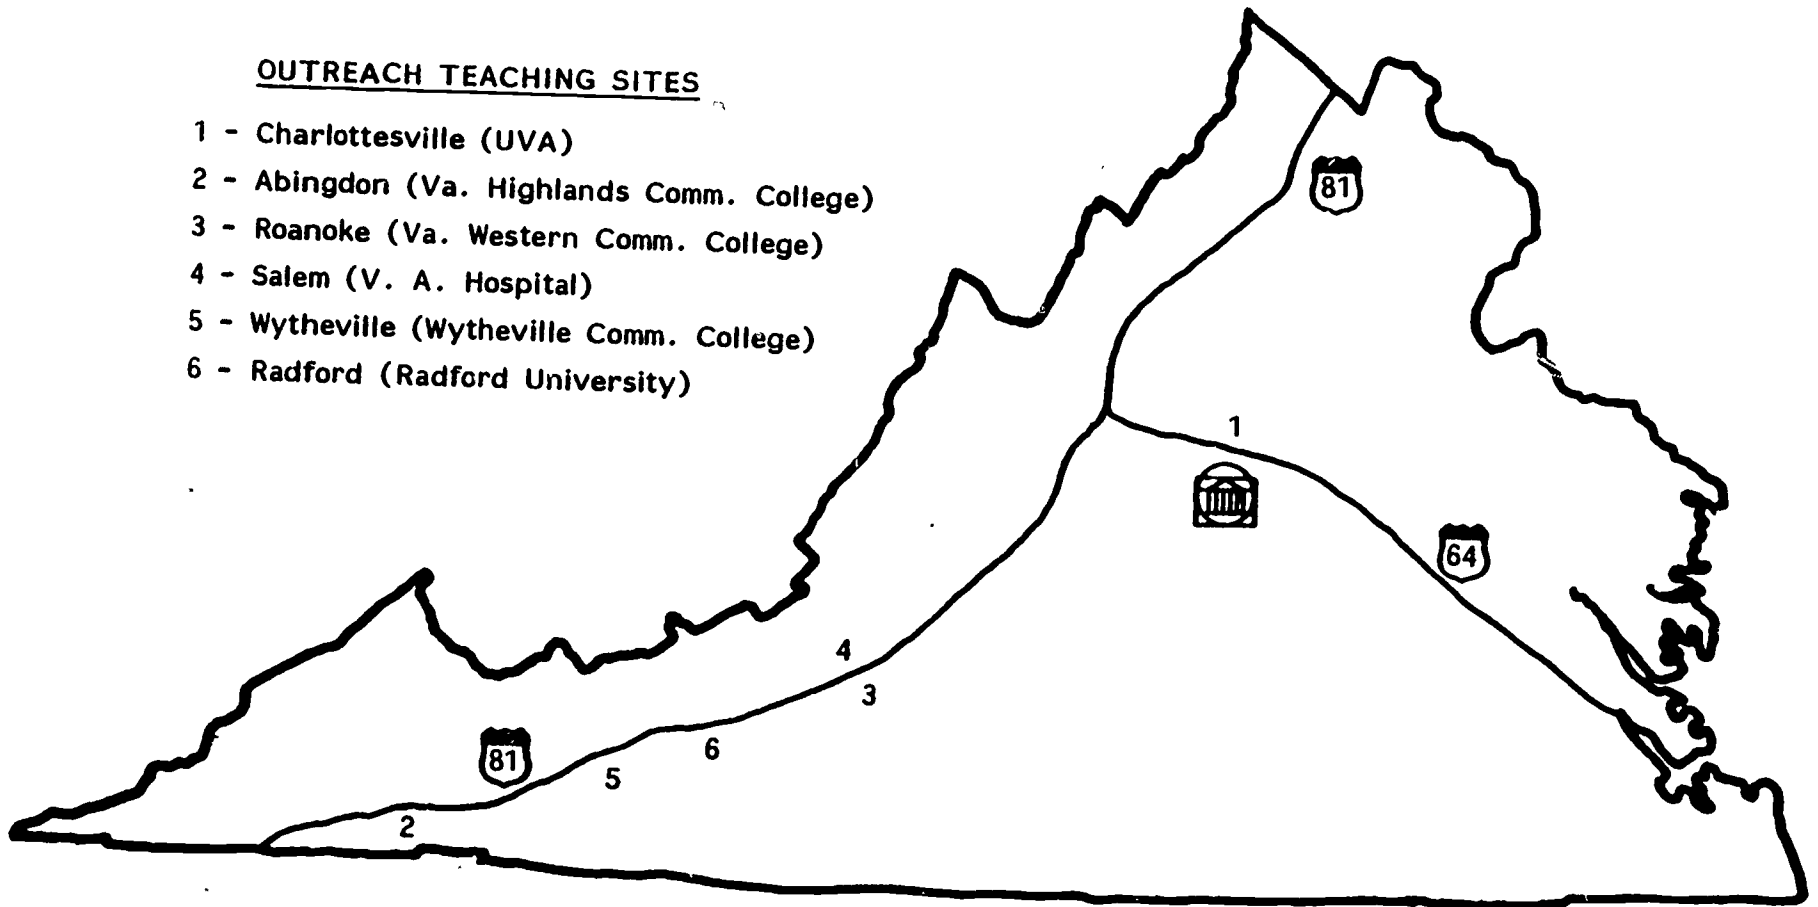 OUTREACH TEACHING SITES
1 - Charlottesville (UVA)
2 - Abingdon (Va. Highlands Comm. College)
3 - Roanoke (Va. Western Comm. College)
4 - Salem (V. A. Hospital)
5 - Wytheville (Wytheville Comm. College)
6 - Radford (Radford University)
81
1
64
4
3
6
81
5
2